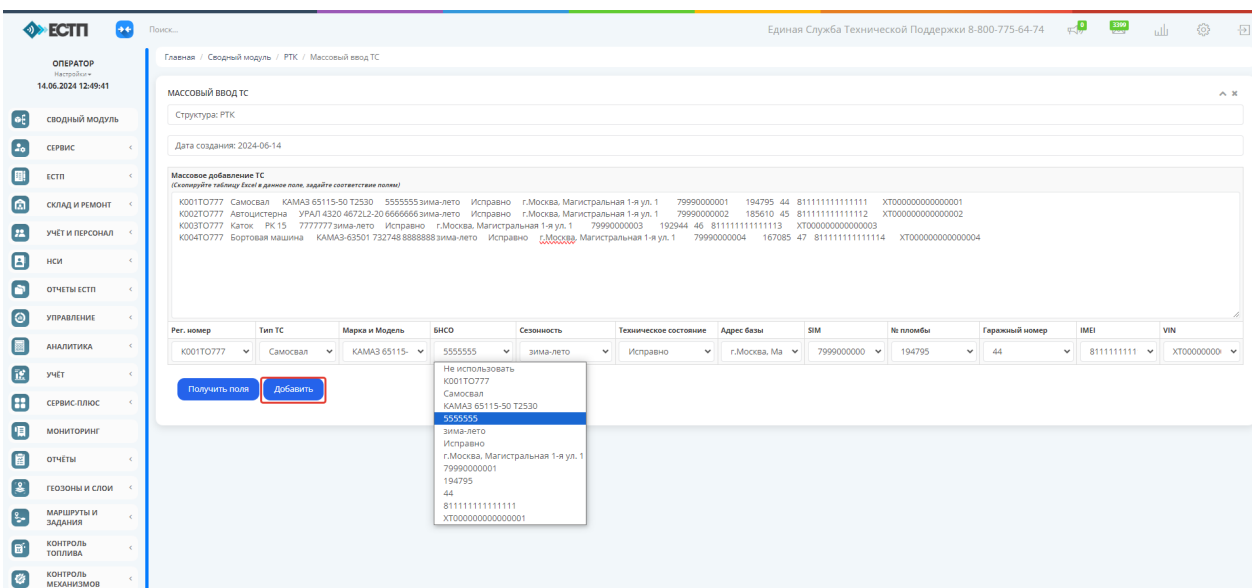 ЕСТП
Поиск...
Единая Служба Технической Поддержки 8-800-775-64-74
0
3399
ОПЕРАТОР
Настройки
14.06.2024 12:49:41
СВОДНЫЙ МОДУЛЬ
СЕРВИС
ЕСТП
СКЛАД И РЕМОНТ
УЧЁТ И ПЕРСОНАЛ
НСИ
ОТЧЕТЫ ЕСТП
УПРАВЛЕНИЕ
АНАЛИТИКА
УЧЁТ
СЕРВИС-ПЛЮС
МОНИТОРИНГ
ОТЧЁТЫ
ГЕОЗОНЫ И СЛОИ
МАРШРУТЫ И
ЗАДАНИЯ
КОНТРОЛЬ
ТОПЛИВА
КОНТРОЛЬ
МЕХАНИЗМОВ
Главная / Сводный модуль / РТК / Массовый ввод ТС
МАССОВЫЙ ВВОД ТС
Структура: РТК
Дата создания: 2024-06-14
Массовое добавление ТС
(Скопируйте таблицу Excel в данное поле, задайте соответствие полям)
К001ТО777 Самосвал КАМАЗ 65115-50 Т2530 5555555 зима-лето Исправно г.Москва, Магистральная 1-я ул. 1 79990000001 194795 44 811111111111111 XT000000000000001
К002ТО777 Автоцистерна УРАЛ 4320 4672L2-20 6666666 зима-лето Исправно г.Москва, Магистральная 1-я ул. 1 79990000002 185610 45 811111111111112 XT000000000000002
К003ТО777 Каток РК 15 7777777 зима-лето Исправно г.Москва, Магистральная 1-я ул. 1 79990000003 192944 46 811111111111113 XT000000000000003
К004ТО777 Бортовая машина КАМАЗ-63501 732748 8888888 зима-лето Исправно г.Москва, Магистральная 1-я ул. 1 79990000004 167085 47 811111111111114 XT000000000000004
Рег. номер Тип ТС Марка и Модель БНСО Сезонность Техническое состояние Адрес базы SIM № пломбы Гаражный номер IMEI VIN
К001ТО777 Самосвал КАМАЗ 65115- 5555555 зима-лето Исправно г.Москва, Ма 7999000000 194795 44 8111111111 XT00000000
Получить поля Добавить
Не использовать
К001ТО777
Самосвал
КАМАЗ 65115-50 Т2530
5555555
зима-лето
Исправно
г.Москва, Магистральная 1-я ул. 1
79990000001
194795
44
811111111111111
XT000000000000001